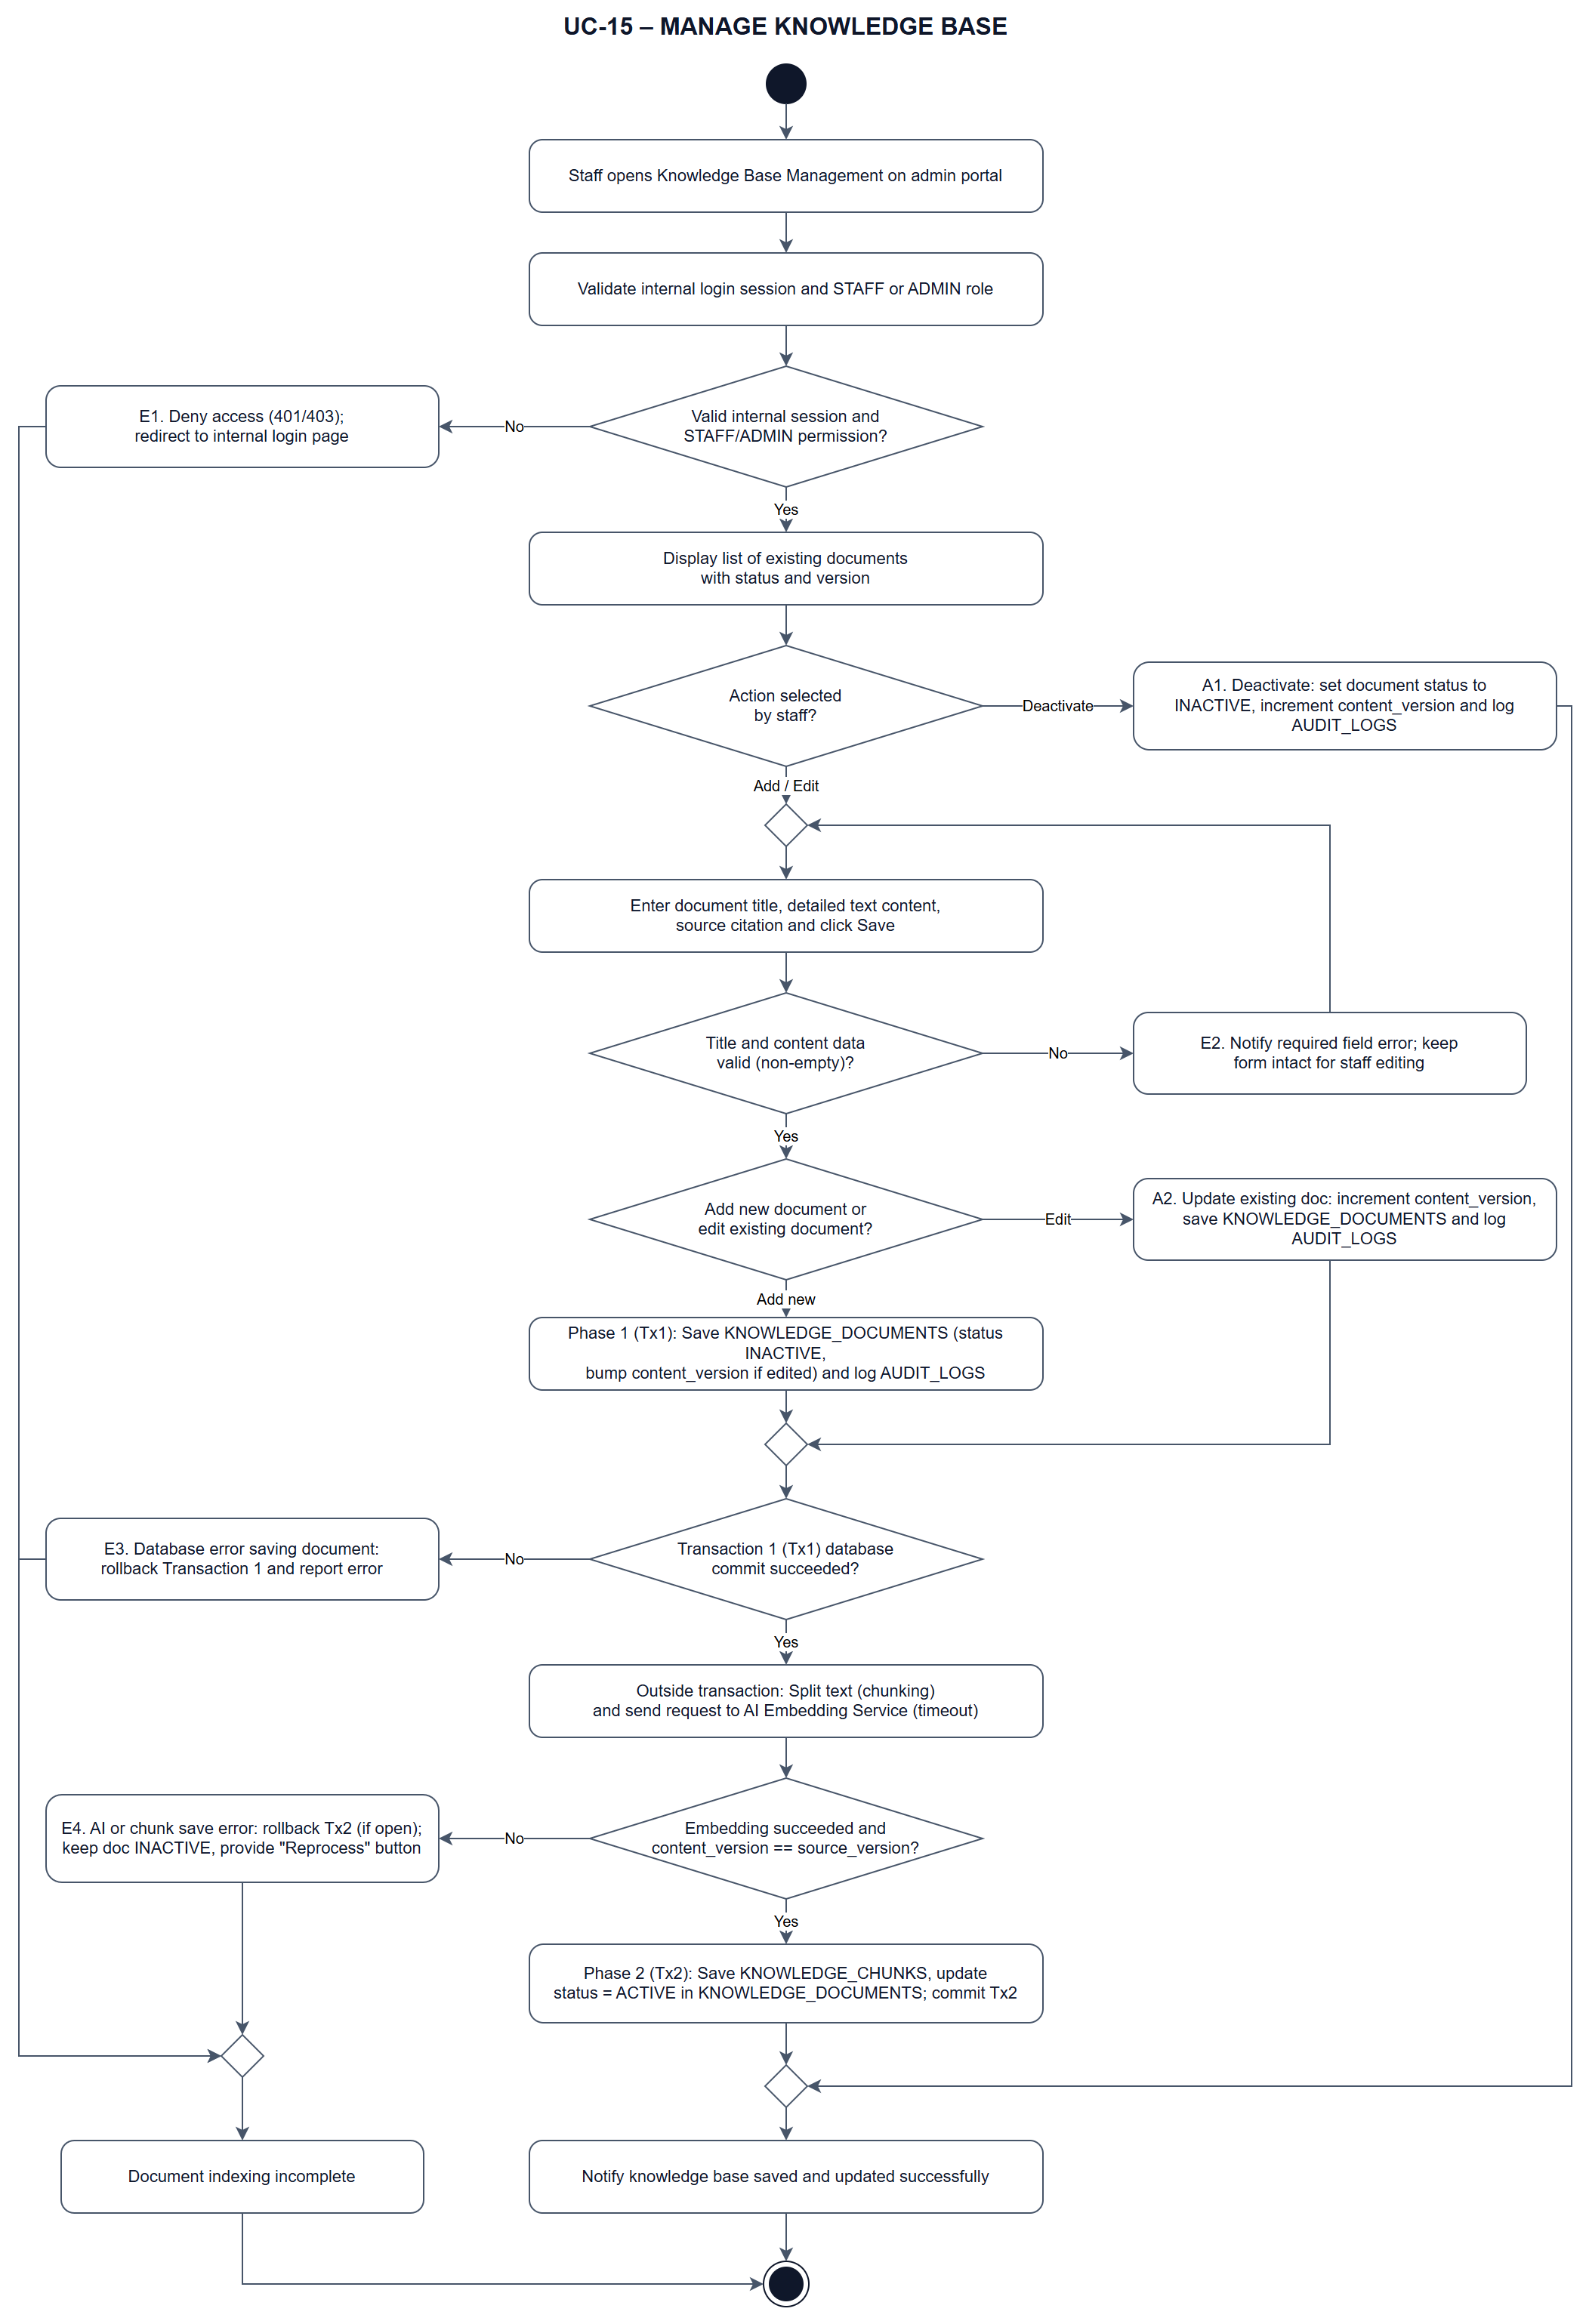 UC-15 – MANAGE KNOWLEDGE BASE
Staff opens Knowledge Base Management on admin portal
Validate internal login session and STAFF or ADMIN role
Valid internal session and
STAFF/ADMIN permission?
No
E1. Deny access (401/403);
redirect to internal login page
Yes
Display list of existing documents
with status and version
Action selected
by staff?
Deactivate
A1. Deactivate: set document status to
INACTIVE, increment content_version and log
AUDIT_LOGS
Add / Edit
Enter document title, detailed text content,
source citation and click Save
Title and content data
valid (non-empty)?
No
E2. Notify required field error; keep
form intact for staff editing
Yes
Add new document or
edit existing document?
Edit
A2. Update existing doc: increment content_version,
save KNOWLEDGE_DOCUMENTS and log
AUDIT_LOGS
Add new
Phase 1 (Tx1): Save KNOWLEDGE_DOCUMENTS (status
INACTIVE,
bump content_version if edited) and log AUDIT_LOGS
Transaction 1 (Tx1) database
commit succeeded?
No
E3. Database error saving document:
rollback Transaction 1 and report error
Yes
Outside transaction: Split text (chunking)
and send request to AI Embedding Service (timeout)
Embedding succeeded and
content_version == source_version?
No
E4. AI or chunk save error: rollback Tx2 (if open);
keep doc INACTIVE, provide "Reprocess" button
Yes
Phase 2 (Tx2): Save KNOWLEDGE_CHUNKS, update
status = ACTIVE in KNOWLEDGE_DOCUMENTS; commit Tx2
Document indexing incomplete
Notify knowledge base saved and updated successfully